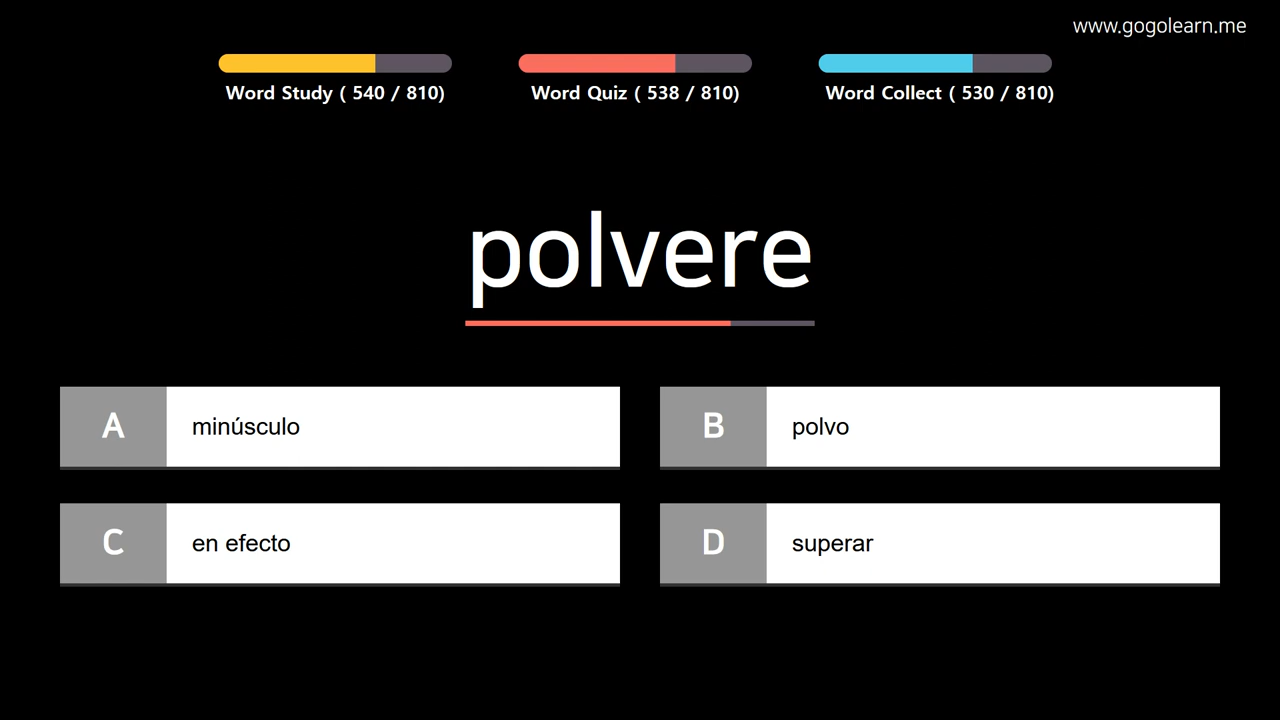 www.gogolearn.me
Word Study ( 540 / 810)
Word Quiz ( 538 / 810)
Word Collect ( 530 / 810)
polvere
A minúsculo
B polvo
C en efecto
D superar